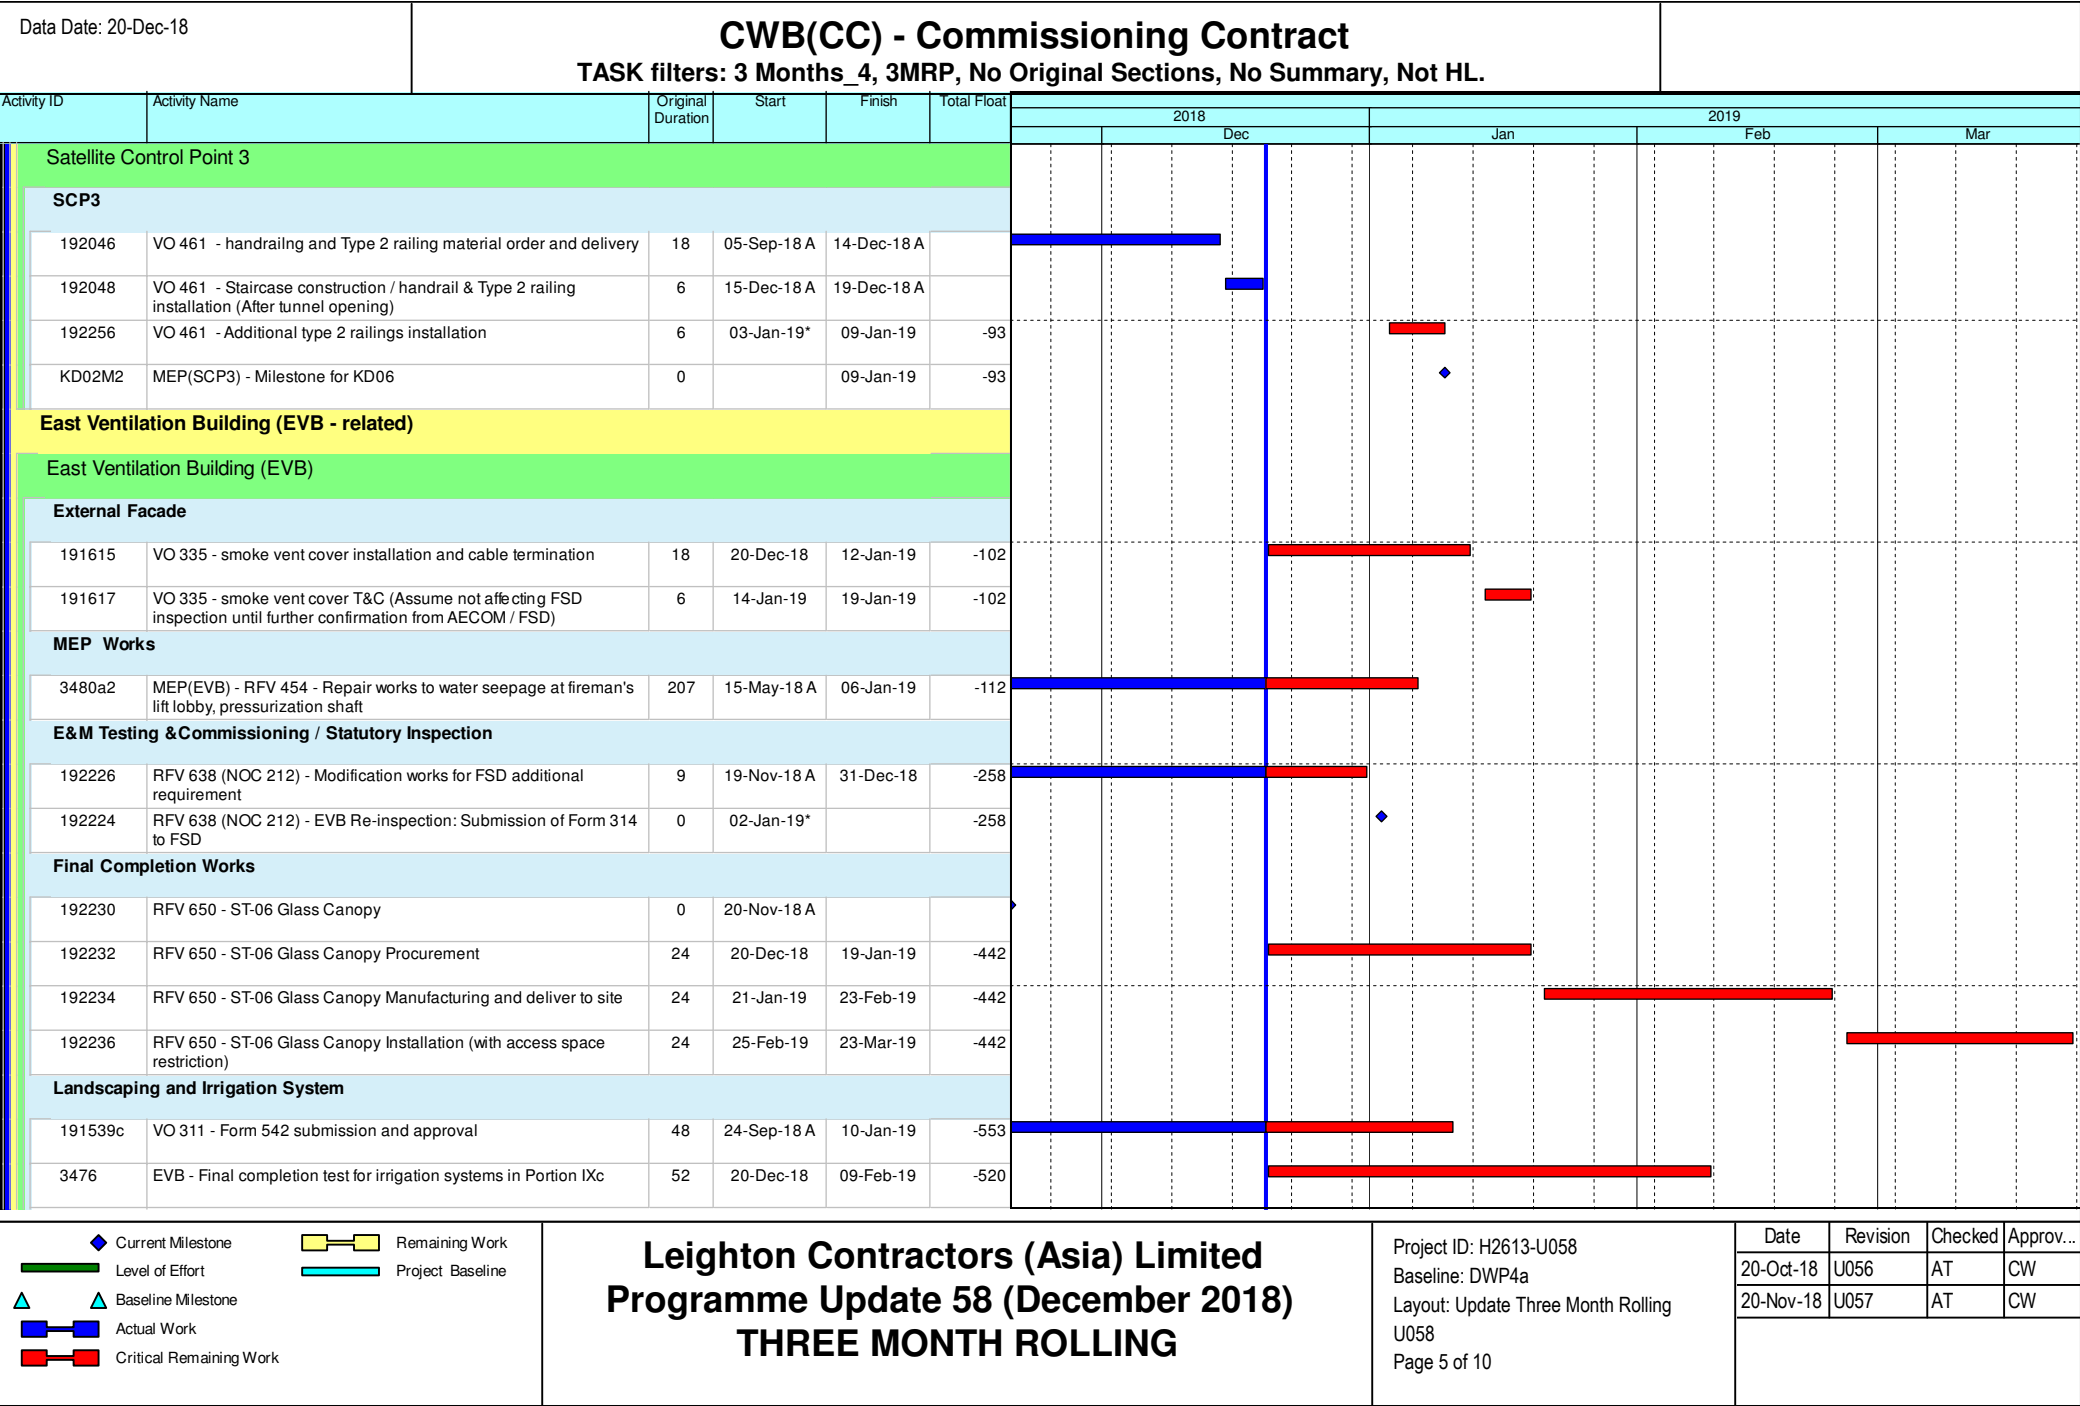 Data Date: 20-Dec-18
CWB(CC) - Commissioning Contract
TASK filters: 3 Months_4, 3MRP, No Original Sections, No Summary, Not HL.
Activity ID Activity Name Original Duration Start Finish Total Float
2018 2019
Dec Jan Feb Mar
Satellite Control Point 3
SCP3
192046 VO 461 - handrailng and Type 2 railing material order and delivery 18 05-Sep-18 A 14-Dec-18 A
192048 VO 461 - Staircase construction / handrail & Type 2 railing 6 15-Dec-18 A 19-Dec-18 A
installation (After tunnel opening)
192256 VO 461 - Additional type 2 railings installation 6 03-Jan-19* 09-Jan-19 -93
KD02M2 MEP(SCP3) - Milestone for KD06 0 09-Jan-19 -93
East Ventilation Building (EVB - related)
East Ventilation Building (EVB)
External Facade
191615 VO 335 - smoke vent cover installation and cable termination 18 20-Dec-18 12-Jan-19 -102
191617 VO 335 - smoke vent cover T&C (Assume not affecting FSD 6 14-Jan-19 19-Jan-19 -102
inspection until further confirmation from AECOM / FSD)
MEP Works
3480a2 MEP(EVB) - RFV 454 - Repair works to water seepage at fireman's 207 15-May-18 A 06-Jan-19 -112
lift lobby, pressurization shaft
E&M Testing &Commissioning / Statutory Inspection
192226 RFV 638 (NOC 212) - Modification works for FSD additional 9 19-Nov-18 A 31-Dec-18 -258
requirement
192224 RFV 638 (NOC 212) - EVB Re-inspection: Submission of Form 314 0 02-Jan-19* -258
to FSD
Final Completion Works
192230 RFV 650 - ST-06 Glass Canopy 0 20-Nov-18 A
192232 RFV 650 - ST-06 Glass Canopy Procurement 24 20-Dec-18 19-Jan-19 -442
192234 RFV 650 - ST-06 Glass Canopy Manufacturing and deliver to site 24 21-Jan-19 23-Feb-19 -442
192236 RFV 650 - ST-06 Glass Canopy Installation (with access space 24 25-Feb-19 23-Mar-19 -442
restriction)
Landscaping and Irrigation System
191539c VO 311 - Form 542 submission and approval 48 24-Sep-18 A 10-Jan-19 -553
3476 EVB - Final completion test for irrigation systems in Portion IXc 52 20-Dec-18 09-Feb-19 -520
Current Milestone Remaining Work
Level of Effort Project Baseline
Baseline Milestone
Actual Work
Critical Remaining Work
Leighton Contractors (Asia) Limited
Programme Update 58 (December 2018)
THREE MONTH ROLLING
Project ID: H2613-U058
Baseline: DWP4a
Layout: Update Three Month Rolling
U058
Page 5 of 10
Date Revision Checked Approv...
20-Oct-18 U056 AT CW
20-Nov-18 U057 AT CW